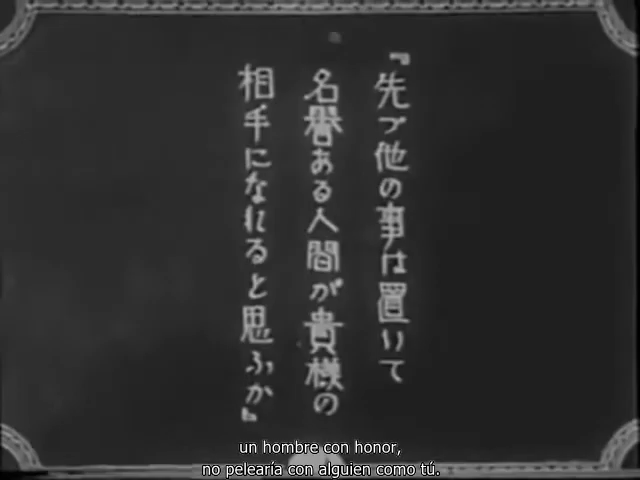 『先づ他の事は置いて
名譽ある人間が貴様の
相手になれると思ふか』
un hombre con honor,
no pelearía con alguien como tú.